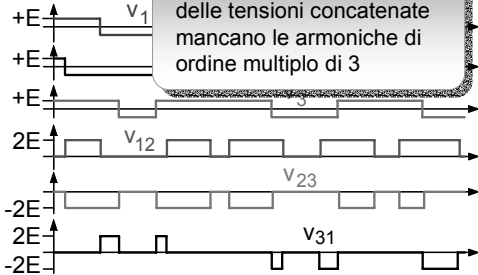 delle tensioni concatenate
mancano le armoniche di
ordine multiplo di 3
+E
v1
+E
+E
v3
2E
v12
v23
-2E
2E
v31
-2E